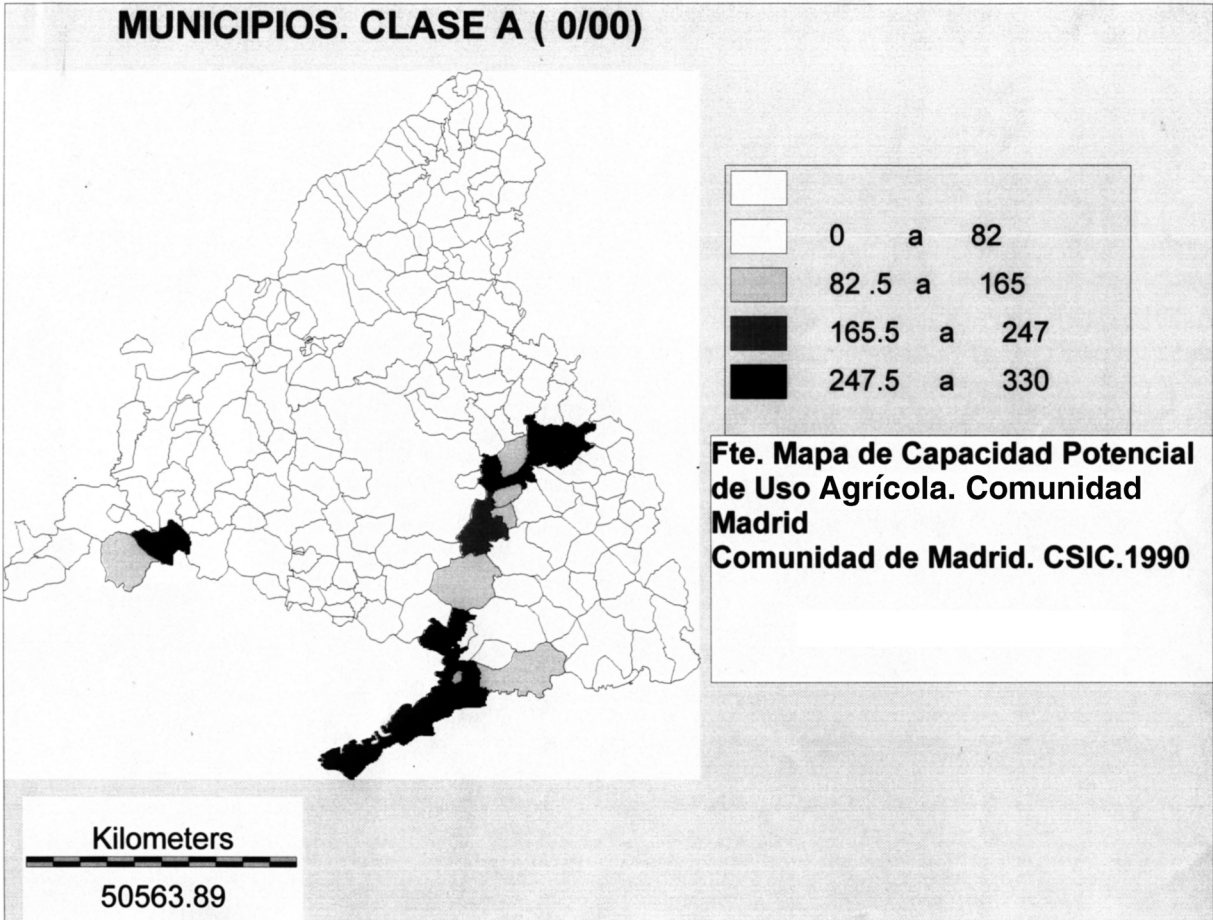 MUNICIPIOS. CLASE A ( 0/00)
0 a 82
82 .5 a 165
165.5 a 247
247.5 a 330
Fte. Mapa de Capacidad Potencial
de Uso Agrícola. Comunidad
Madrid
Comunidad de Madrid. CSIC.1990
Kilometers
50563.89